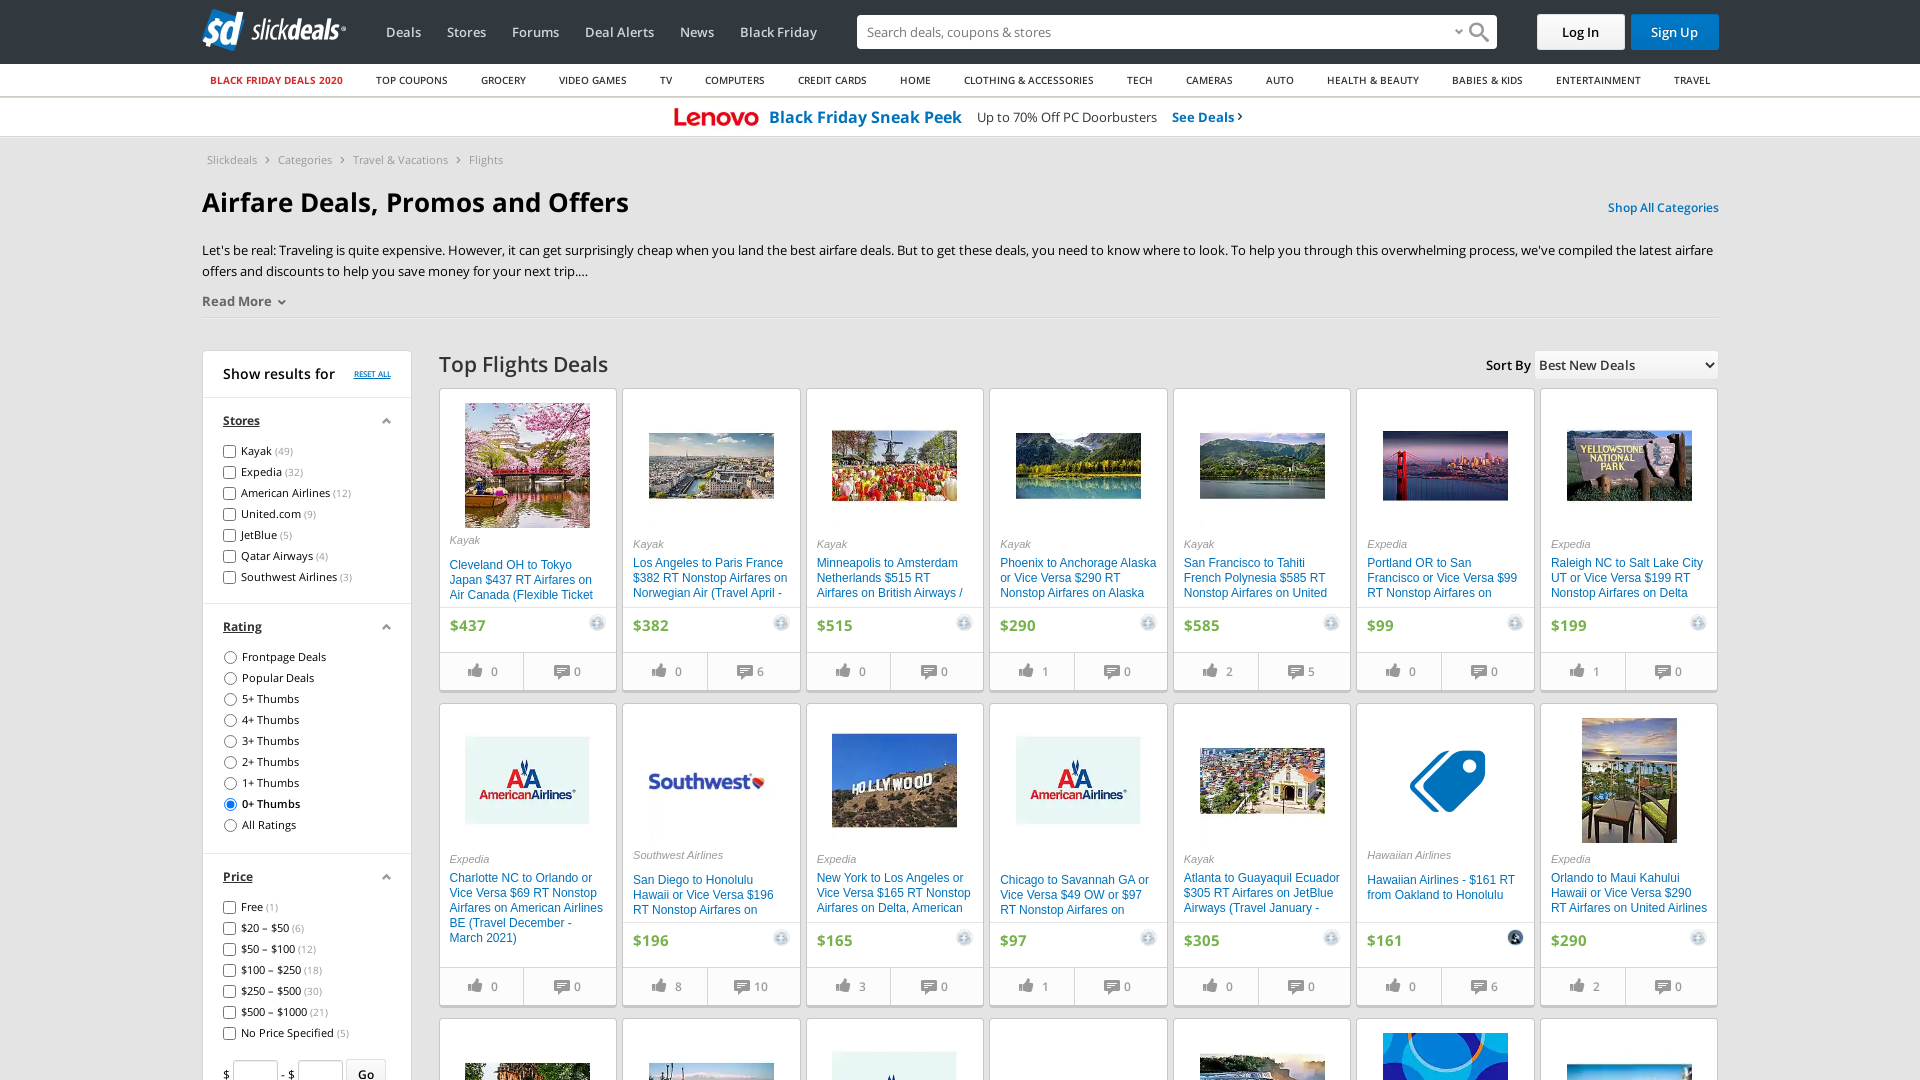 sd slickdeals
Deals
Stores
Forums
Deal Alerts
News
Black Friday
Search deals, coupons & stores
Log In
Sign Up
BLACK FRIDAY DEALS 2020
TOP COUPONS
GROCERY
VIDEO GAMES
TV
COMPUTERS
CREDIT CARDS
HOME
CLOTHING & ACCESSORIES
TECH
CAMERAS
AUTO
HEALTH & BEAUTY
BABIES & KIDS
ENTERTAINMENT
TRAVEL
Lenovo Black Friday Sneak Peek Up to 70% Off PC Doorbusters See Deals ›
Slickdeals › Categories › Travel & Vacations › Flights
Airfare Deals, Promos and Offers
Shop All Categories
Let's be real: Traveling is quite expensive. However, it can get surprisingly cheap when you land the best airfare deals. But to get these deals, you need to know where to look. To help you through this overwhelming process, we've compiled the latest airfare
offers and discounts to help you save money for your next trip....
Read More
Show results for
RESET ALL
Stores
Kayak (49)
Expedia (32)
American Airlines (12)
United.com (9)
JetBlue (5)
Qatar Airways (4)
Southwest Airlines (3)
Rating
Frontpage Deals
Popular Deals
5+ Thumbs
4+ Thumbs
3+ Thumbs
2+ Thumbs
1+ Thumbs
0+ Thumbs
All Ratings
Price
Free (1)
$20 – $50 (6)
$50 – $100 (12)
$100 – $250 (18)
$250 – $500 (30)
$500 – $1000 (21)
No Price Specified (5)
$ - $ Go
Top Flights Deals
Sort By Best New Deals
Kayak
Cleveland OH to Tokyo
Japan $437 RT Airfares on
Air Canada (Flexible Ticket
$437
0
0
Kayak
Los Angeles to Paris France
$382 RT Nonstop Airfares on
Norwegian Air (Travel April -
$382
0
6
Kayak
Minneapolis to Amsterdam
Netherlands $515 RT
Airfares on British Airways /
$515
0
0
Kayak
Phoenix to Anchorage Alaska
or Vice Versa $290 RT
Nonstop Airfares on Alaska
$290
1
0
Kayak
San Francisco to Tahiti
French Polynesia $585 RT
Nonstop Airfares on United
$585
2
5
Expedia
Portland OR to San
Francisco or Vice Versa $99
RT Nonstop Airfares on
$99
0
0
YELLOWSTONE
NATIONAL
PARK
Expedia
Raleigh NC to Salt Lake City
UT or Vice Versa $199 RT
Nonstop Airfares on Delta
$199
1
0
AA
AmericanAirlines
Expedia
Charlotte NC to Orlando or
Vice Versa $69 RT Nonstop
Airfares on American Airlines
BE (Travel December -
March 2021)
0
0
Southwest
Southwest Airlines
San Diego to Honolulu
Hawaii or Vice Versa $196
RT Nonstop Airfares on
$196
8
10
HOLLYWOOD
Expedia
New York to Los Angeles or
Vice Versa $165 RT Nonstop
Airfares on Delta, American
$165
3
0
AA
AmericanAirlines
Chicago to Savannah GA or
Vice Versa $49 OW or $97
RT Nonstop Airfares on
$97
1
0
Kayak
Atlanta to Guayaquil Ecuador
$305 RT Airfares on JetBlue
Airways (Travel January -
$305
0
0
Hawaiian Airlines
Hawaiian Airlines - $161 RT
from Oakland to Honolulu
$161
0
6
Expedia
Orlando to Maui Kahului
Hawaii or Vice Versa $290
RT Airfares on United Airlines
$290
2
0